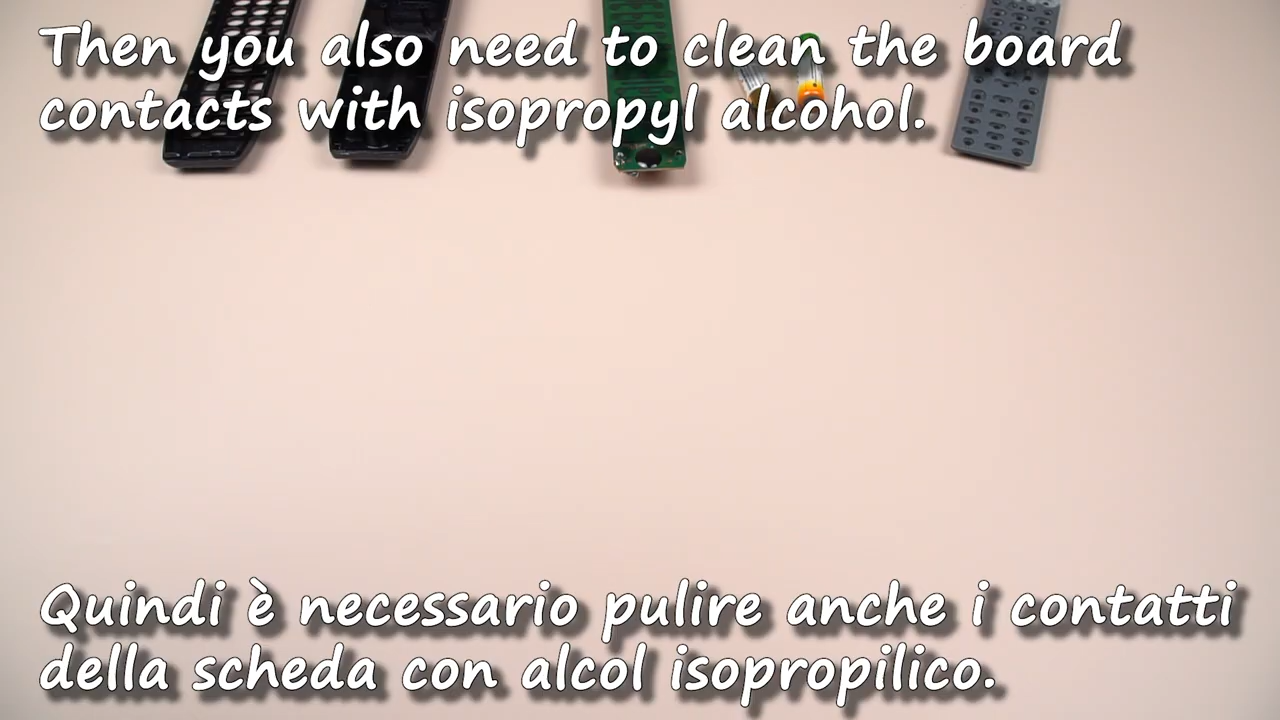 Then you also need to clean the board
contacts with isopropyl alcohol.
Quindi è necessario pulire anche i contatti
della scheda con alcol isopropilico.